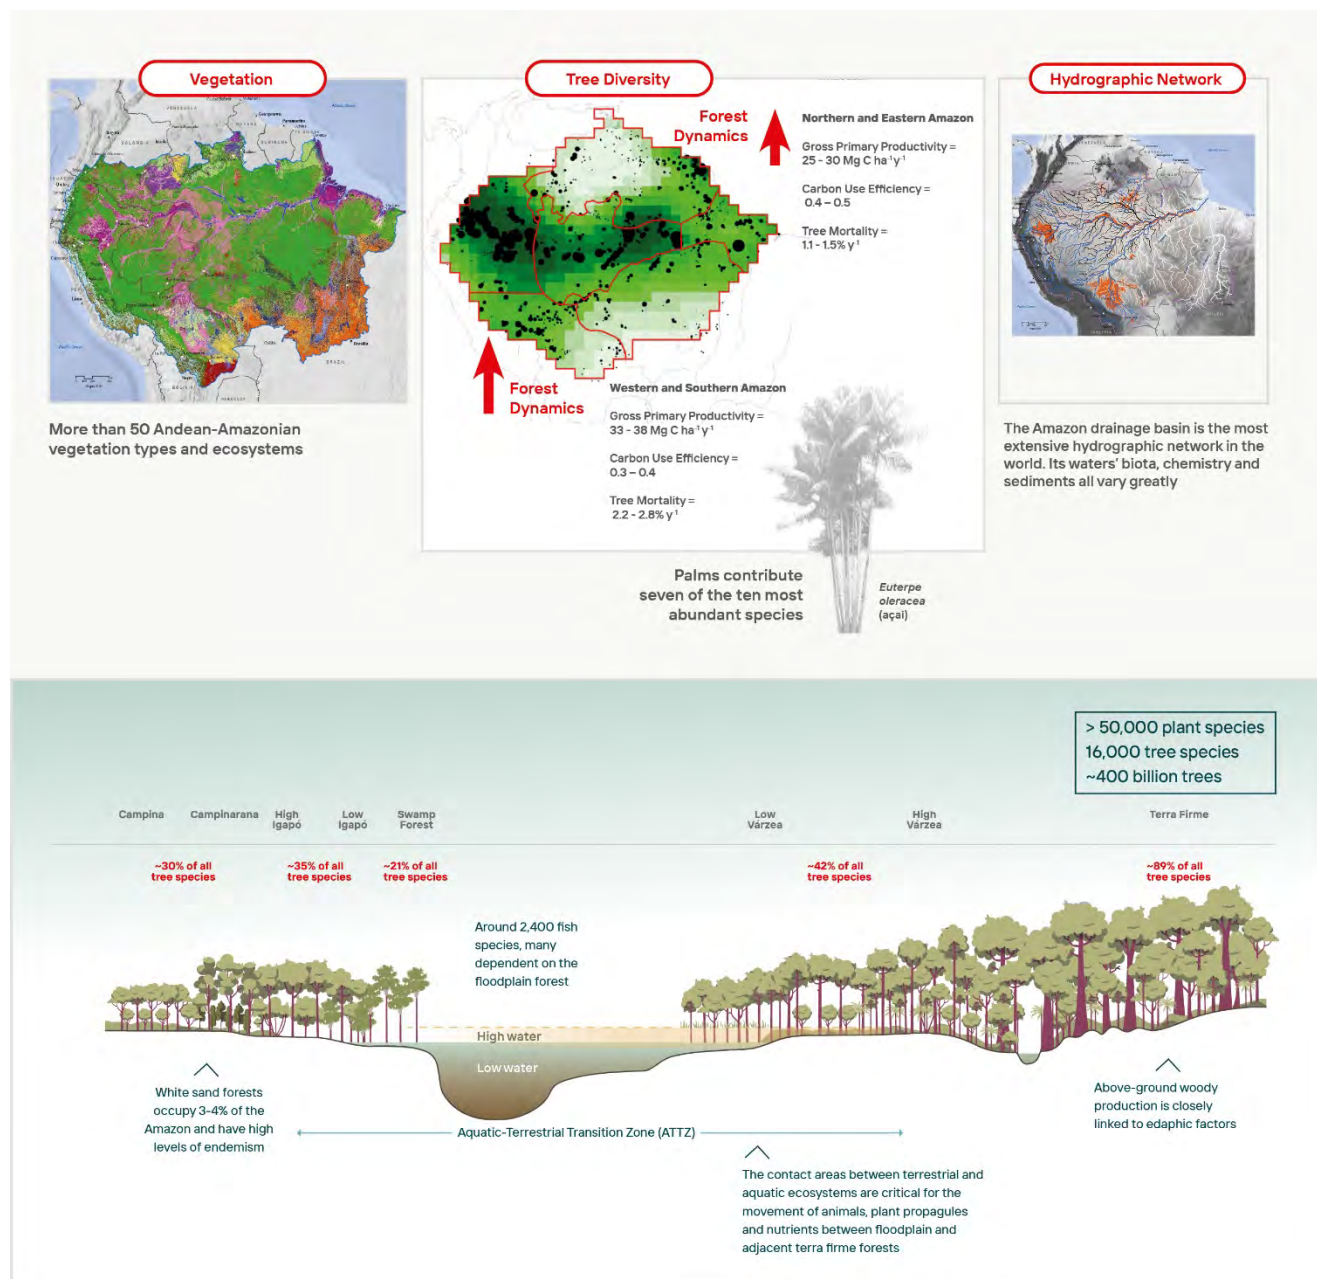 Vegetation
Tree Diversity
Hydrographic Network
Forest
Dynamics
Northern and Eastern Amazon
Gross Primary Productivity =
25 - 30 Mg C ha⁻¹y⁻¹
Carbon Use Efficiency =
0.4 – 0.5
Tree Mortality =
1.1 - 1.5% y⁻¹
Forest
Dynamics
Western and Southern Amazon
Gross Primary Productivity =
33 - 38 Mg C ha⁻¹y⁻¹
Carbon Use Efficiency =
0.3 – 0.4
Tree Mortality =
2.2 - 2.8% y⁻¹
More than 50 Andean-Amazonian
vegetation types and ecosystems
The Amazon drainage basin is the most
extensive hydrographic network in the
world. Its waters' biota, chemistry and
sediments all vary greatly
Palms contribute
seven of the ten most
abundant species
Euterpe
oleracea
(açaí)
> 50,000 plant species
16,000 tree species
~400 billion trees
Campina
Campinarana
High
Igapó
Low
Igapó
Swamp
Forest
Low
Várzea
High
Várzea
Terra Firme
~30% of all
tree species
~35% of all
tree species
~21% of all
tree species
~42% of all
tree species
~89% of all
tree species
Around 2,400 fish
species, many
dependent on the
floodplain forest
High water
Low water
White sand forests
occupy 3-4% of the
Amazon and have high
levels of endemism
Aquatic-Terrestrial Transition Zone (ATTZ)
Above-ground woody
production is closely
linked to edaphic factors
The contact areas between terrestrial and
aquatic ecosystems are critical for the
movement of animals, plant propagules
and nutrients between floodplain and
adjacent terra firme forests